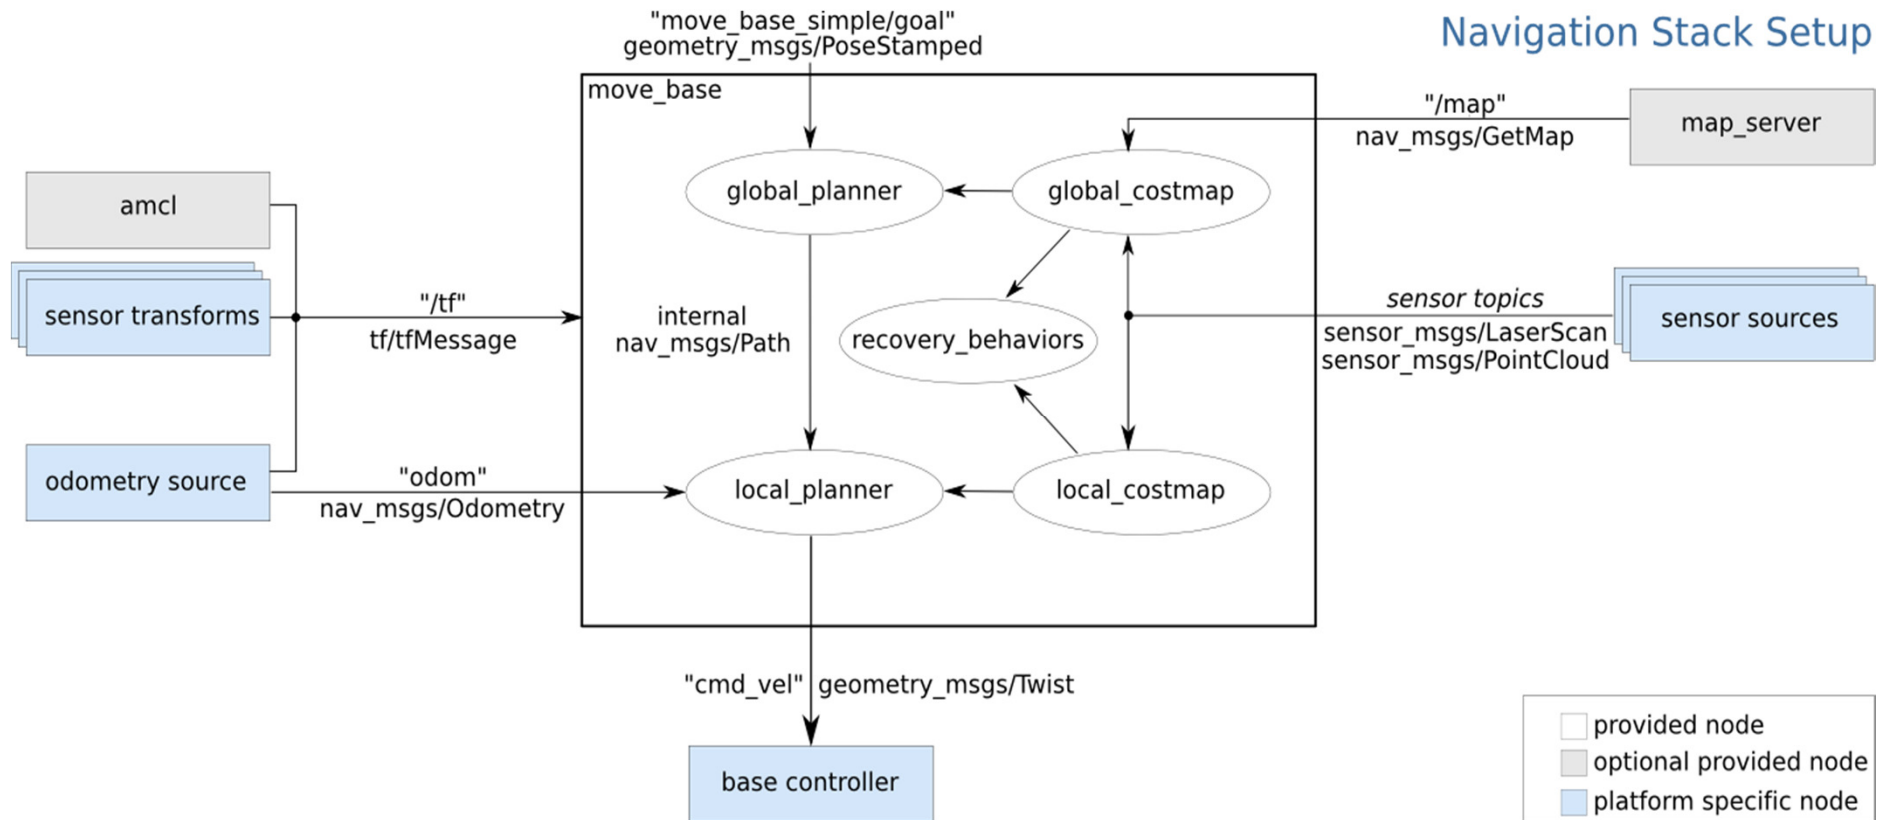 Navigation Stack Setup
"move_base_simple/goal"
geometry_msgs/PoseStamped
move_base
"/map"
nav_msgs/GetMap
map_server
global_planner
global_costmap
amcl
sensor transforms
"/tf"
tf/tfMessage
internal
nav_msgs/Path
recovery_behaviors
sensor topics
sensor_msgs/LaserScan
sensor_msgs/PointCloud
sensor sources
odometry source
"odom"
nav_msgs/Odometry
local_planner
local_costmap
"cmd_vel" geometry_msgs/Twist
base controller
provided node
optional provided node
platform specific node